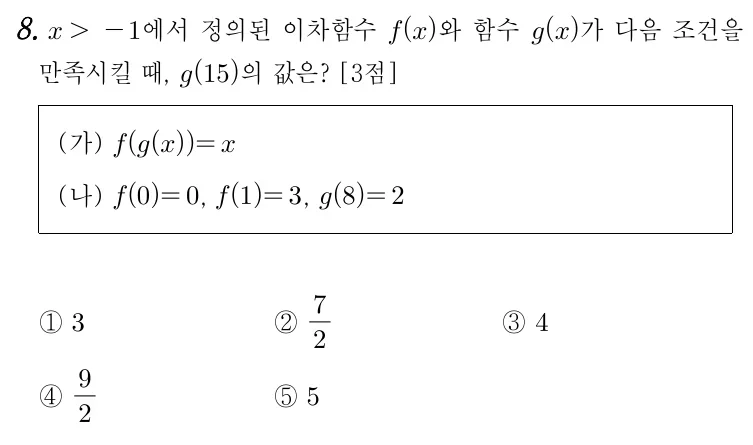 8. x > -1에서 정의된 이차함수 f(x)와 함수 g(x)가 다음 조건을
만족시킬 때, g(15)의 값은? [3점]
(가) f(g(x))= x
(나) f(0)= 0, f(1)= 3, g(8)= 2
① 3 ② 7/2 ③ 4
④ 9/2 ⑤ 5